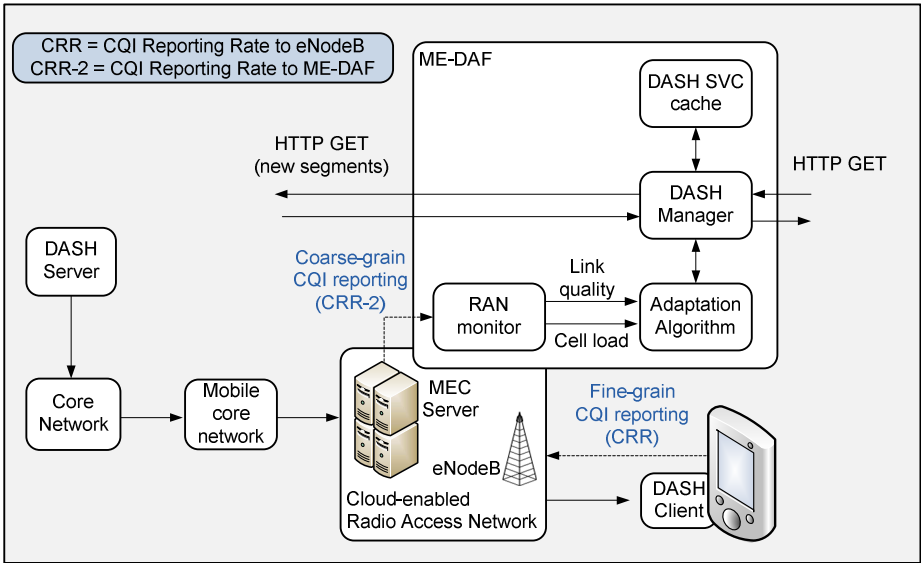 CRR = CQI Reporting Rate to eNodeB
CRR-2 = CQI Reporting Rate to ME-DAF
ME-DAF
DASH SVC
cache
HTTP GET
(new segments)
HTTP GET
DASH
Manager
DASH
Server
Coarse-grain
CQI reporting
(CRR-2)
Link
quality
RAN
monitor
Adaptation
Algorithm
Cell load
Core
Network
Mobile
core
network
MEC
Server
eNodeB
Cloud-enabled
Radio Access Network
Fine-grain
CQI reporting
(CRR)
DASH
Client